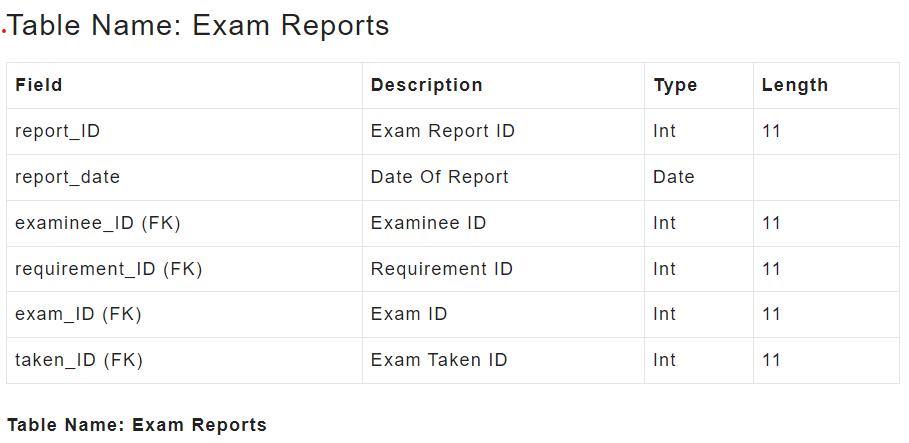 Table Name: Exam Reports
Field Description Type Length
report_ID Exam Report ID Int 11
report_date Date Of Report Date
examinee_ID (FK) Examinee ID Int 11
requirement_ID (FK) Requirement ID Int 11
exam_ID (FK) Exam ID Int 11
taken_ID (FK) Exam Taken ID Int 11
Table Name: Exam Reports